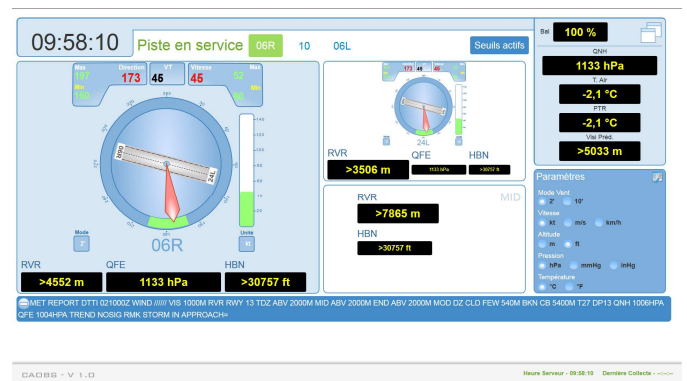 09:58:10
Piste en service 06R 10 06L
Seuils actifs
Bal 100 %
QNH
1133 hPa
T. Air
-2,1 °C
PTR
-2,1 °C
Visi Préd.
>5033 m
Max Direction VT Vitesse Max
197 173 45 45 52
Min Min
150
Mode
2'
Unité
kt
06R
24L
RVR QFE HBN
>4552 m 1133 hPa >30757 ft
173 45 45
24L
RVR QFE HBN
>3506 m 1133 hPa >30757 ft
RVR MID
>7865 m
HBN
>30757 ft
Paramètres
Mode Vent
2' 10'
Vitesse
kt m/s km/h
Altitude
m ft
Pression
hPa mmHg inHg
Température
°C °F
MET REPORT DTTI 021000Z WIND ////// VIS 1000M RVR RWY 13 TDZ ABV 2000M MID ABV 2000M END ABV 2000M MOD DZ CLD FEW 540M BKN CB 5400M T27 DP13 QNH 1006HPA
QFE 1004HPA TREND NOSIG RMK STORM IN APPROACH=
CAOBS - V 1.0
Heure Serveur - 09:58:10 Dernière Collecte - --:--:--